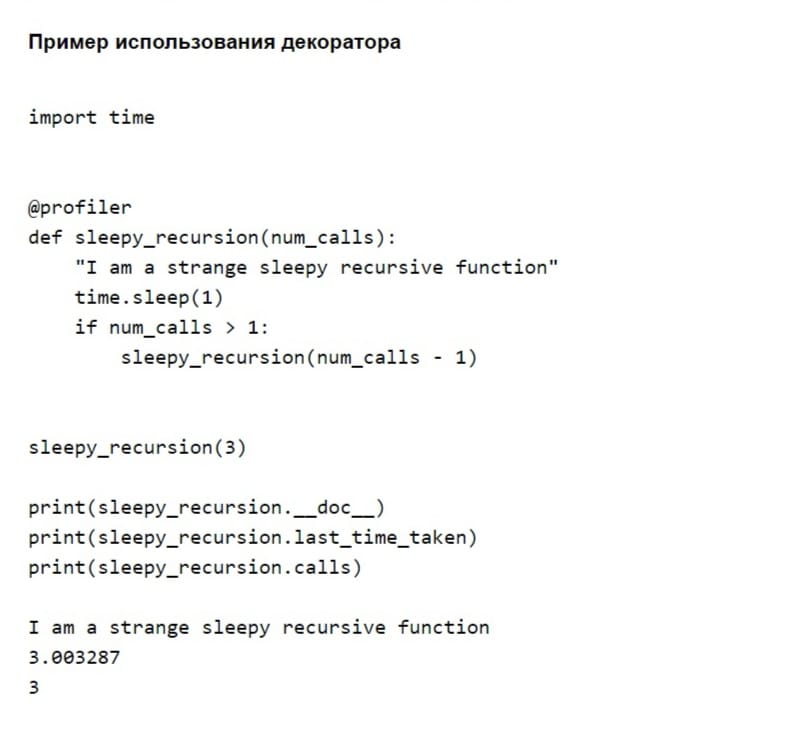 Пример использования декоратора
import time
@profiler
def sleepy_recursion(num_calls):
    "I am a strange sleepy recursive function"
    time.sleep(1)
    if num_calls > 1:
        sleepy_recursion(num_calls - 1)
sleepy_recursion(3)
print(sleepy_recursion.__doc__)
print(sleepy_recursion.last_time_taken)
print(sleepy_recursion.calls)
I am a strange sleepy recursive function
3.003287
3